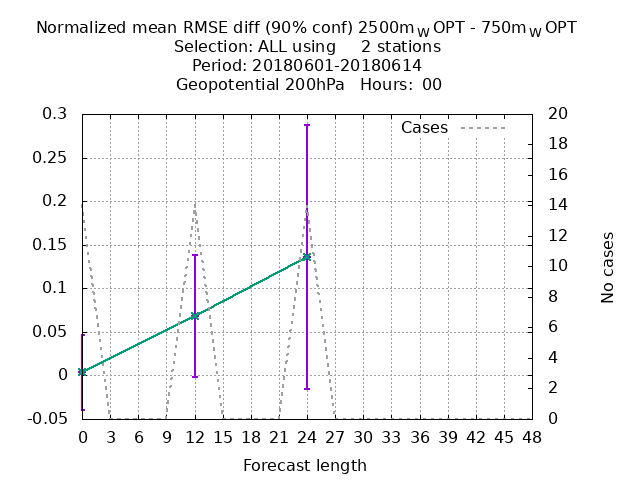 Normalized mean RMSE diff (90% conf) 2500m W OPT - 750m W OPT
Selection: ALL using 2 stations
Period: 20180601-20180614
Geopotential 200hPa Hours: 00
Cases
0.3
0.25
0.2
0.15
0.1
0.05
0
-0.05
20
18
16
14
12
10
8
6
4
2
0
No cases
0 3 6 9 12 15 18 21 24 27 30 33 36 39 42 45 48
Forecast length